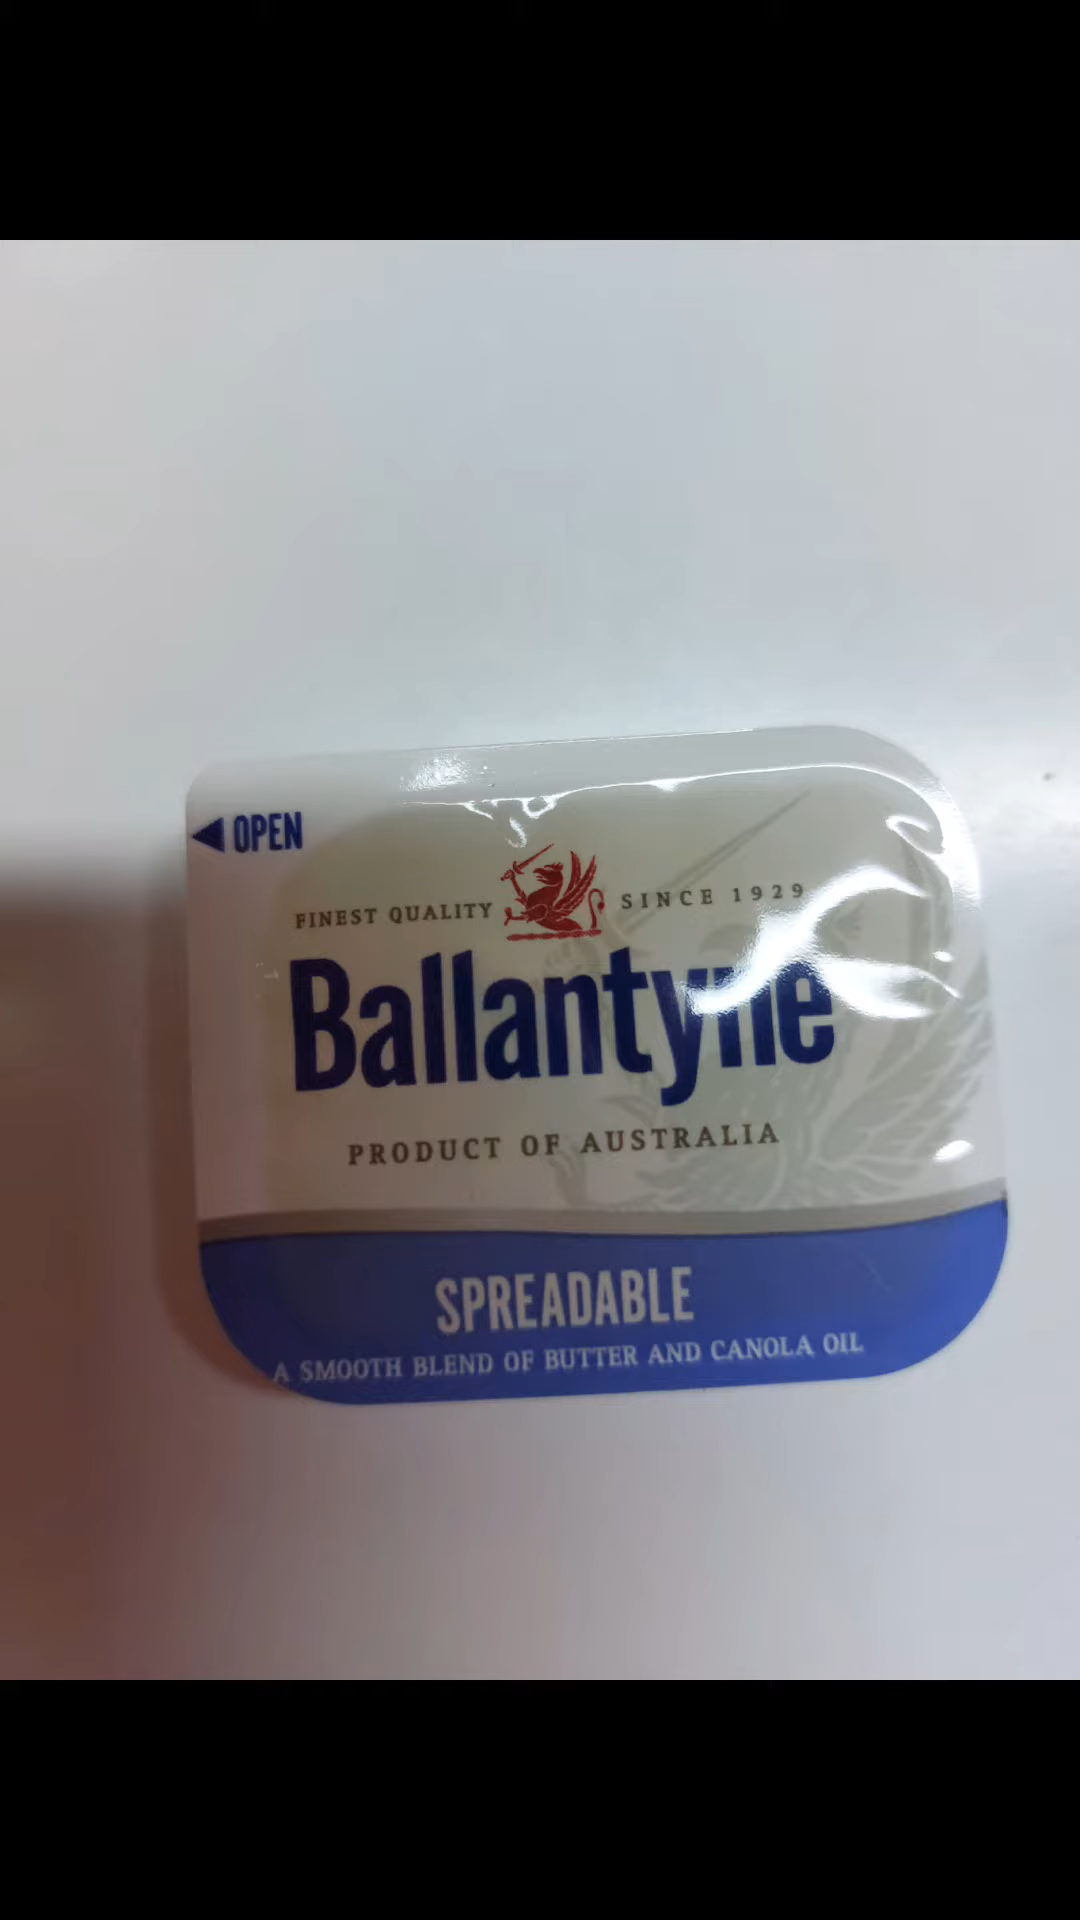 OPEN
FINEST QUALITY SINCE 1929
Ballantyne
PRODUCT OF AUSTRALIA
SPREADABLE
A SMOOTH BLEND OF BUTTER AND CANOLA OIL